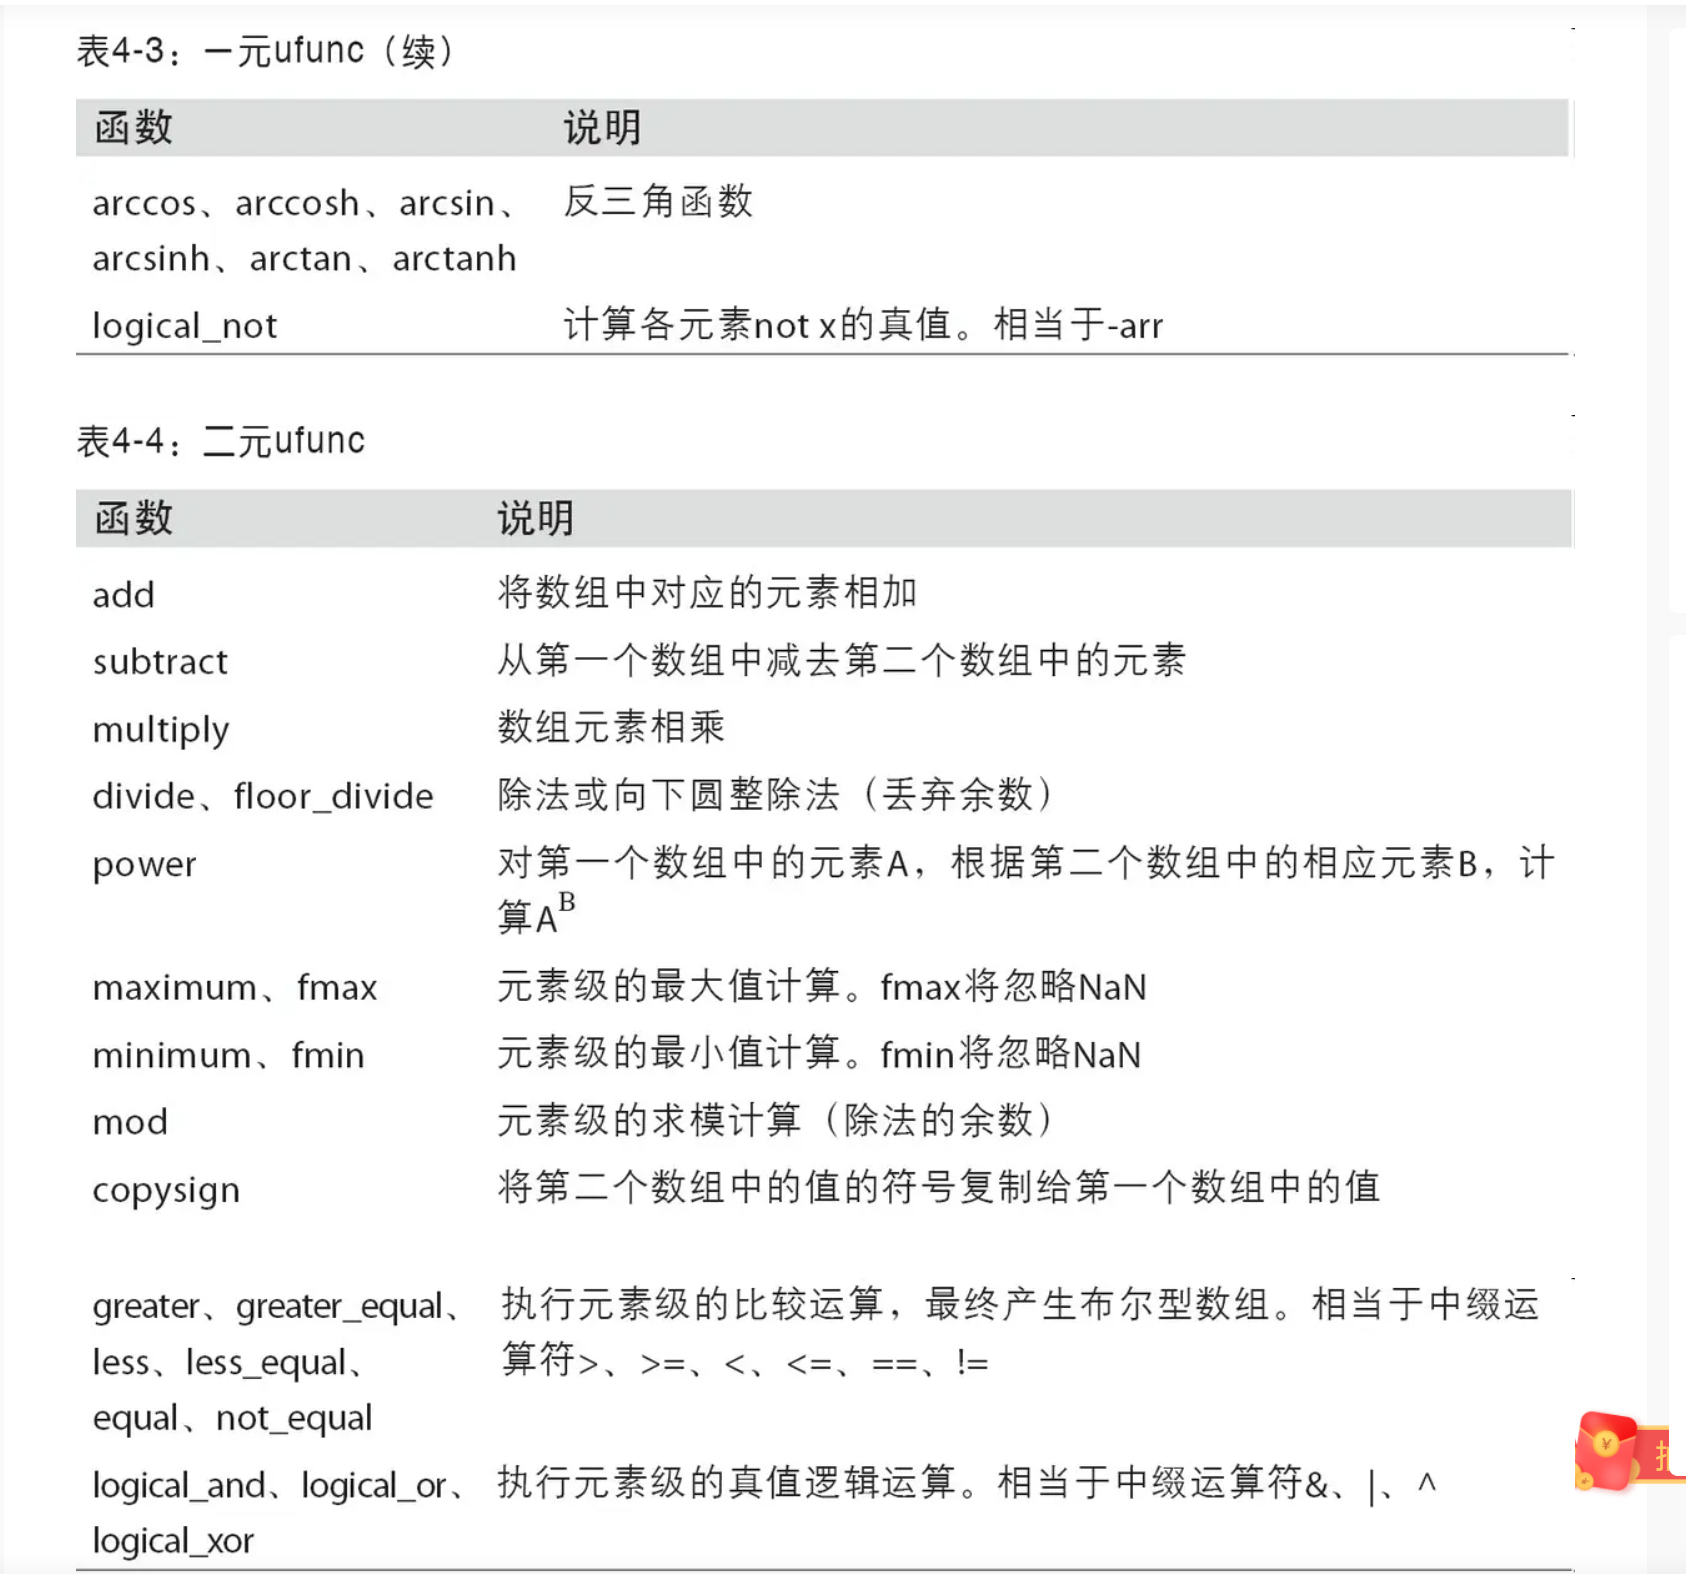 表4-3：一元ufunc（续）
函数 说明
arccos、arccosh、arcsin、 反三角函数
arcsinh、arctan、arctanh
logical_not 计算各元素not x的真值。相当于-arr
表4-4：二元ufunc
函数 说明
add 将数组中对应的元素相加
subtract 从第一个数组中减去第二个数组中的元素
multiply 数组元素相乘
divide、floor_divide 除法或向下圆整除法（丢弃余数）
power 对第一个数组中的元素A，根据第二个数组中的相应元素B，计
算A^B
maximum、fmax 元素级的最大值计算。fmax将忽略NaN
minimum、fmin 元素级的最小值计算。fmin将忽略NaN
mod 元素级的求模计算（除法的余数）
copysign 将第二个数组中的值的符号复制给第一个数组中的值
greater、greater_equal、 执行元素级的比较运算，最终产生布尔型数组。相当于中缀运
less、less_equal、 算符>、>=、<、<=、==、!=
equal、not_equal
logical_and、logical_or、 执行元素级的真值逻辑运算。相当于中缀运算符&、|、^
logical_xor
¥